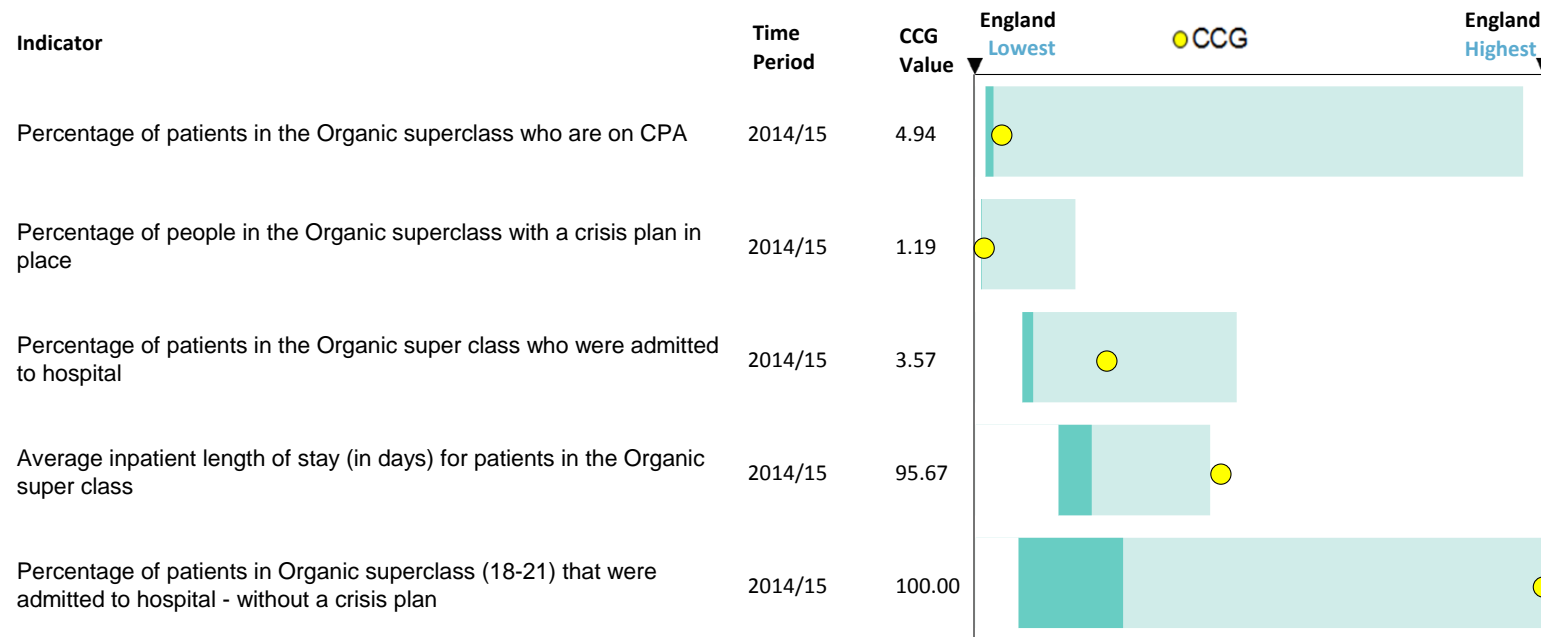 Indicator
Time
Period
CCG
Value
England
Lowest
CCG
England
Highest
Percentage of patients in the Organic superclass who are on CPA 2014/15 4.94
Percentage of people in the Organic superclass with a crisis plan in
place
2014/15 1.19
Percentage of patients in the Organic super class who were admitted
to hospital
2014/15 3.57
Average inpatient length of stay (in days) for patients in the Organic
super class
2014/15 95.67
Percentage of patients in Organic superclass (18-21) that were
admitted to hospital - without a crisis plan
2014/15 100.00